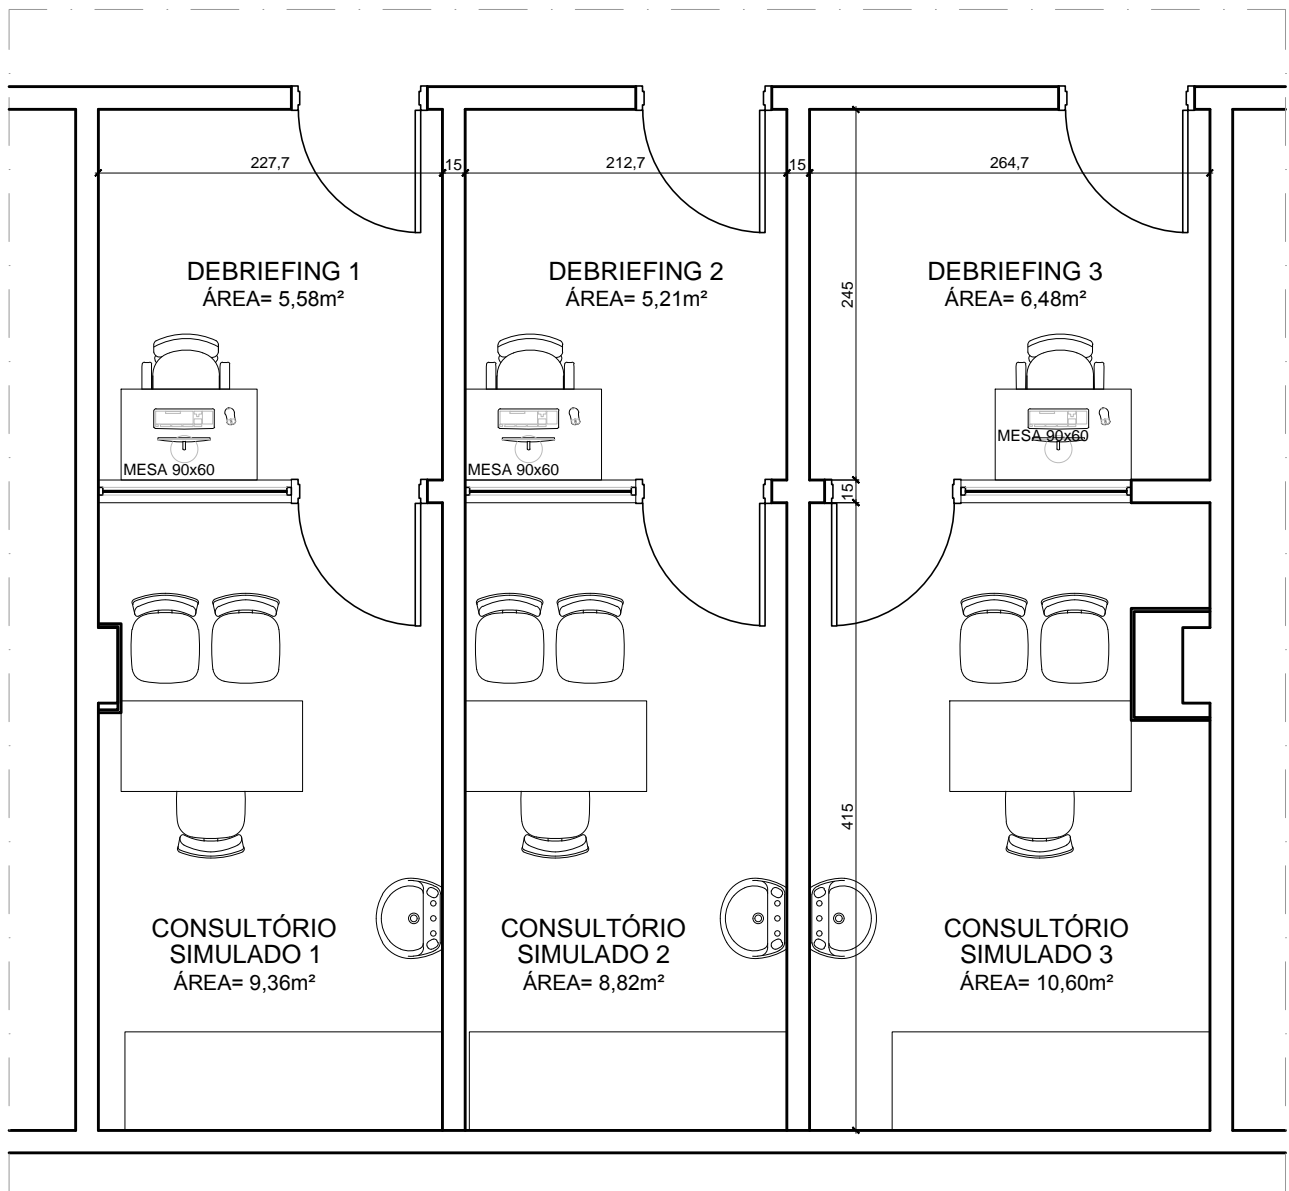 227,7
15
212,7
15
264,7
DEBRIEFING 1
ÁREA= 5,58m²
DEBRIEFING 2
ÁREA= 5,21m²
DEBRIEFING 3
ÁREA= 6,48m²
245
MESA 90x60
MESA 90x60
MESA 90x60
15
415
CONSULTÓRIO
SIMULADO 1
ÁREA= 9,36m²
CONSULTÓRIO
SIMULADO 2
ÁREA= 8,82m²
CONSULTÓRIO
SIMULADO 3
ÁREA= 10,60m²